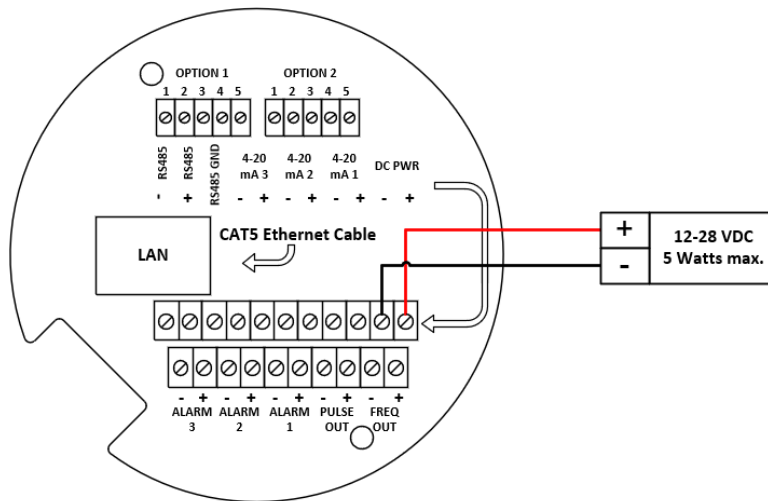 OPTION 1 OPTION 2
1 2 3 4 5 1 2 3 4 5
RS485 RS485 RS485 GND 4-20 4-20 4-20 DC PWR
mA 3 mA 2 mA 1
- + - + - + - + - +
CAT5 Ethernet Cable
LAN
+ 12-28 VDC
- 5 Watts max.
- + - + - + - + - +
ALARM ALARM ALARM PULSE FREQ
3 2 1 OUT OUT